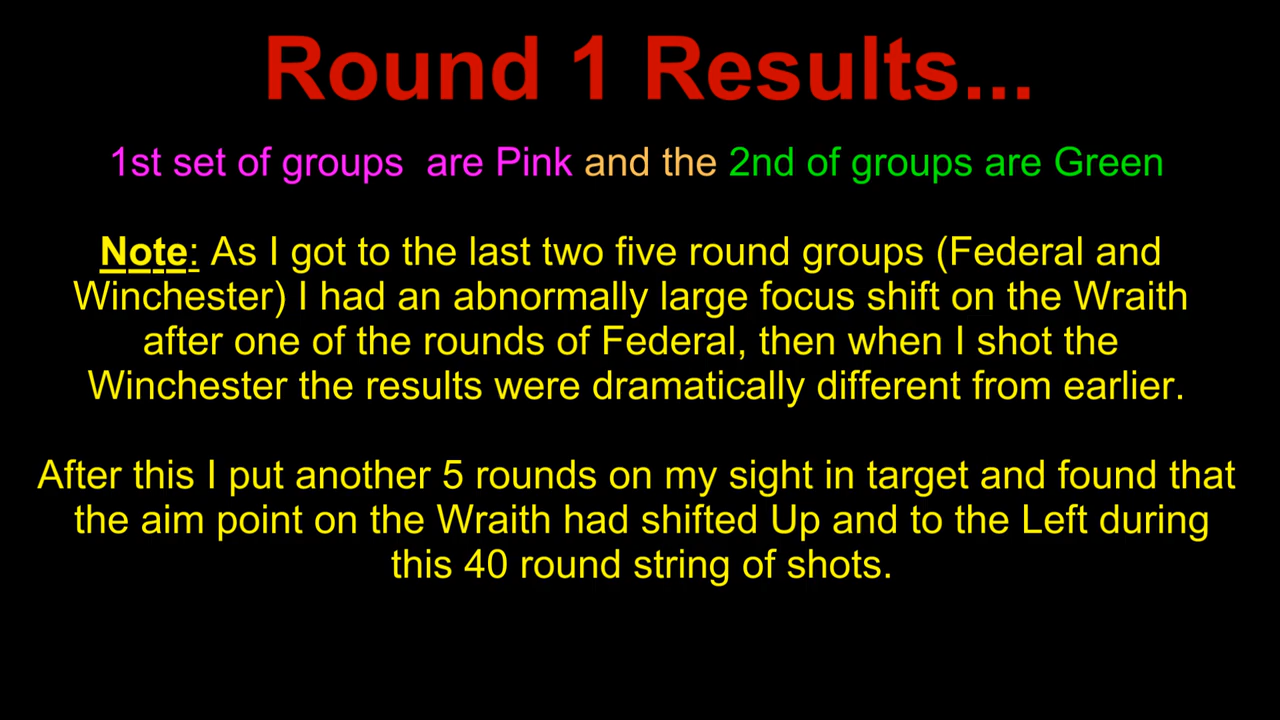 Round 1 Results...
1st set of groups  are Pink and the 2nd of groups are Green
Note: As I got to the last two five round groups (Federal and
Winchester) I had an abnormally large focus shift on the Wraith
after one of the rounds of Federal, then when I shot the
Winchester the results were dramatically different from earlier.
After this I put another 5 rounds on my sight in target and found that
the aim point on the Wraith had shifted Up and to the Left during
this 40 round string of shots.